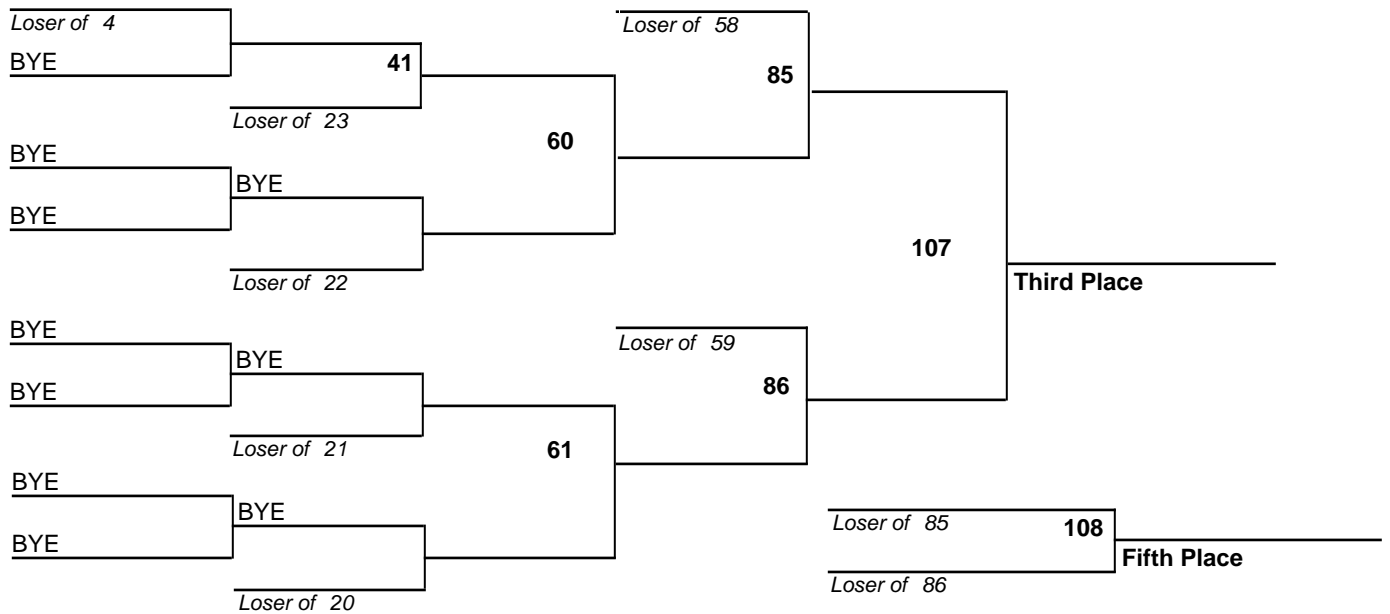 Loser of 4
Loser of 58
BYE
41
85
Loser of 23
60
BYE
BYE
BYE
107
Loser of 22
Third Place
BYE
Loser of 59
BYE
BYE
86
Loser of 21
61
BYE
BYE
Loser of 85
108
BYE
Fifth Place
Loser of 86
Loser of 20